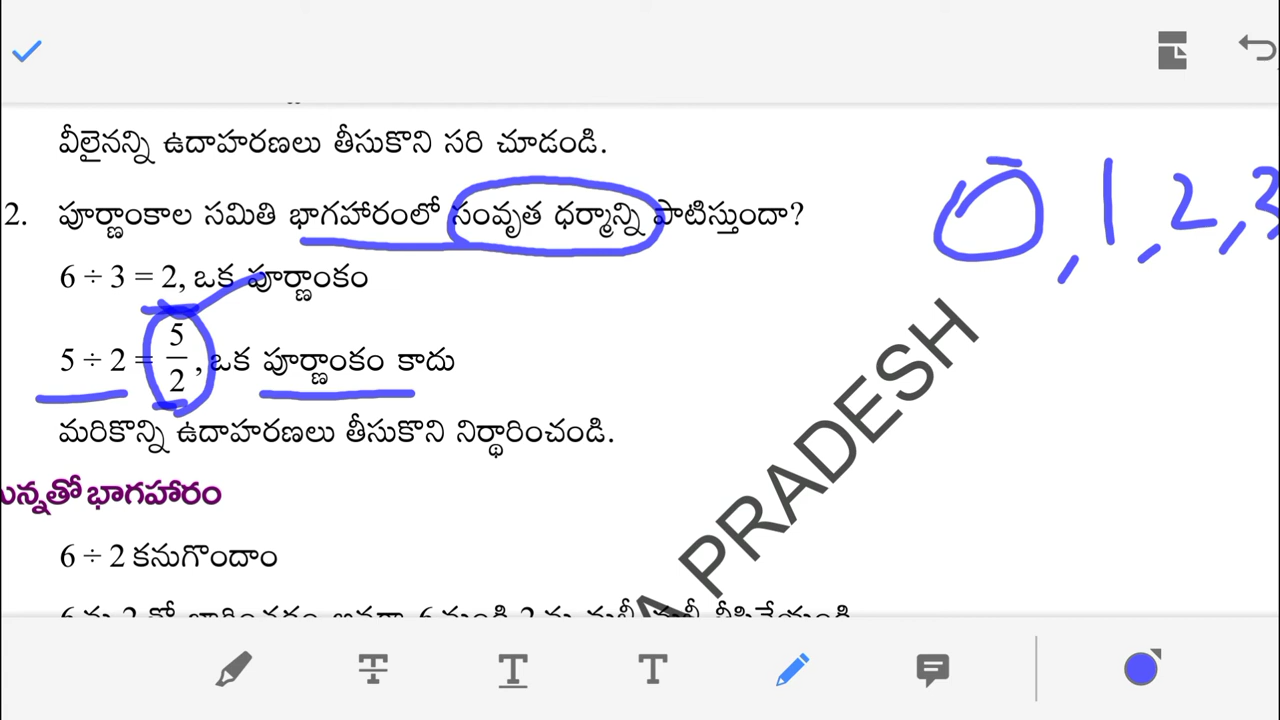 వీలైనన్ని ఉదాహరణలు తీసుకొని సరి చూడండి.
2. పూర్ణాంకాల సమితి భాగహారంలో సంవృత ధర్మాన్ని పాటిస్తుందా?
0, 1, 2, 3
6 ÷ 3 = 2, ఒక పూర్ణాంకం
5 ÷ 2 = 5/2, ఒక పూర్ణాంకం కాదు
మరికొన్ని ఉదాహరణలు తీసుకొని నిర్థారించండి.
భాగహారం
6 ÷ 2 కనుగొందాం
A PRADESH